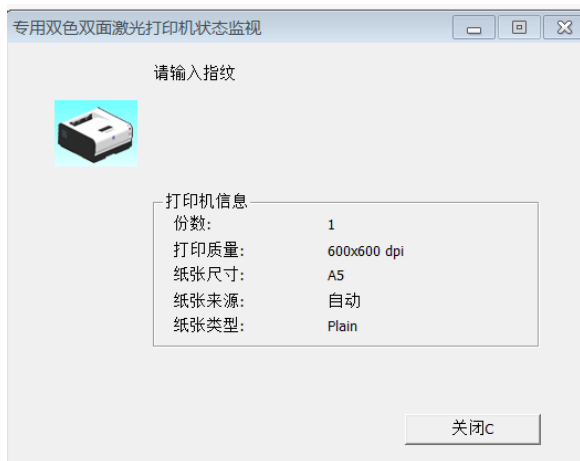 专用双色双面激光打印机状态监视
请输入指纹
打印机信息
份数: 1
打印质量: 600x600 dpi
纸张尺寸: A5
纸张来源: 自动
纸张类型: Plain
关闭C